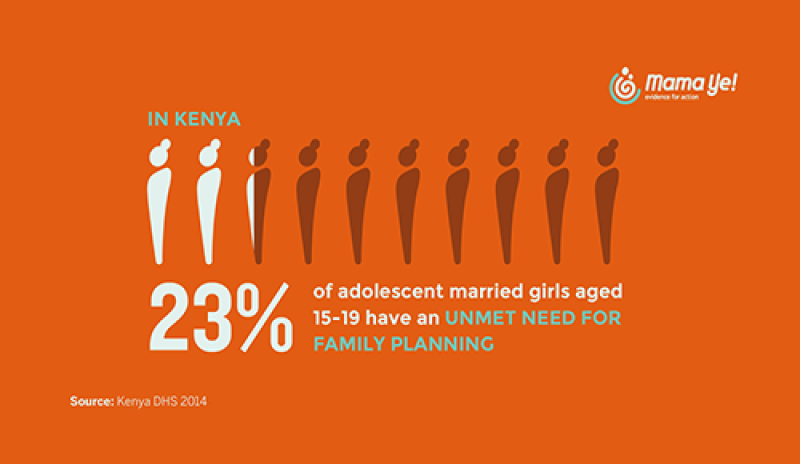 Mama Ye!
evidence for action
IN KENYA
23%
of adolescent married girls aged
15-19 have an UNMET NEED FOR
FAMILY PLANNING
Source: Kenya DHS 2014